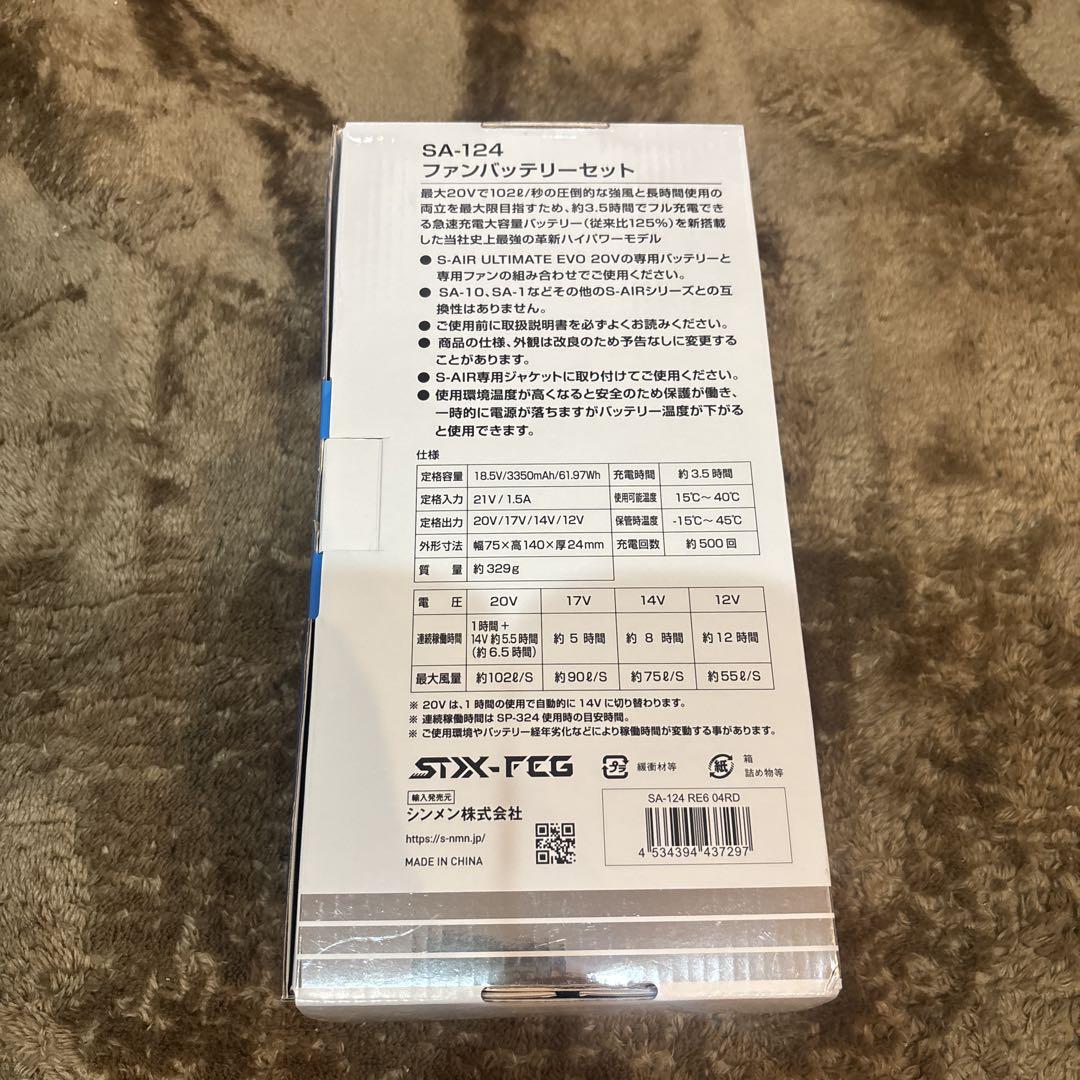 SA-124
ファンバッテリーセット
最大20Vで102ℓ/秒の圧倒的な強風と長時間使用の
両立を最大限目指すため、約3.5時間でフル充電でき
る急速充電大容量バッテリー(従来比125%)を新搭載
した当社史上最強の革新ハイパワーモデル
● S-AIR ULTIMATE EVO 20Vの専用バッテリーと
専用ファンの組み合わせでご使用ください。
● SA-10、SA-1などその他のS-AIRシリーズとの互
換性はありません。
● ご使用前に取扱説明書を必ずよくお読みください。
● 商品の仕様、外観は改良のため予告なしに変更する
ことがあります。
● S-AIR専用ジャケットに取り付けてご使用ください。
● 使用環境温度が高くなると安全のため保護が働き、
一時的に電源が落ちますがバッテリー温度が下がる
と使用できます。
仕様
定格容量 18.5V/3350mAh/61.97Wh 充電時間 約3.5時間
定格入力 21V/1.5A 使用可能温度 15℃～40℃
定格出力 20V/17V/14V/12V 保管時温度 -15℃～45℃
外形寸法 幅75×高140×厚24mm 充電回数 約500回
質量 約329g
電圧 20V 17V 14V 12V
連続稼働時間 1時間+ 14V約5.5時間 (約6.5時間) 約5時間 約8時間 約12時間
最大風量 約102ℓ/S 約90ℓ/S 約75ℓ/S 約55ℓ/S
※ 20Vは、1時間の使用で自動的に14Vに切り替わります。
※ 連続稼働時間はSP-324使用時の目安時間。
※ ご使用環境やバッテリー経年劣化などにより稼働時間が変動する事があります。
プラ 緩衝材等
紙 箱
詰め物等
輸入発売元
シンメン株式会社
https://s-nmn.jp/
MADE IN CHINA
SA-124 RE6 04RD
4 534394 437297